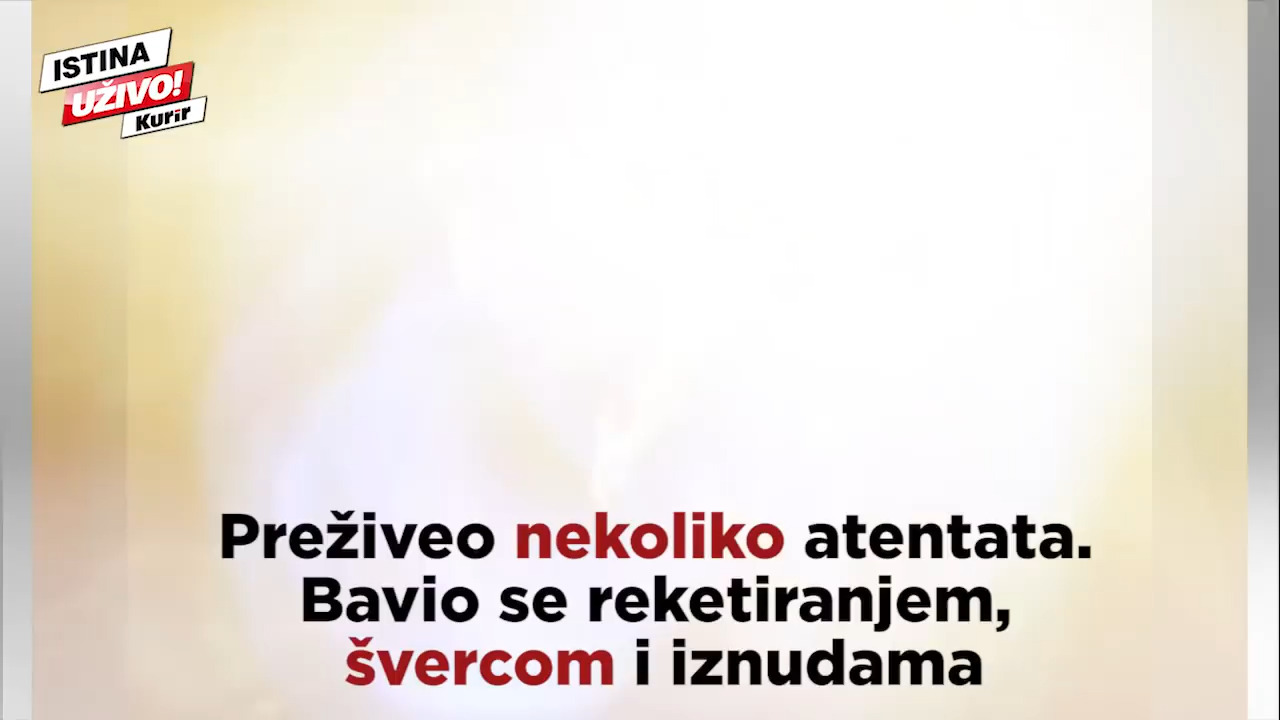 ISTINA
UŽIVO!
Kurir
Preživeo nekoliko atentata.
Bavio se reketiranjem,
švercom i iznudama